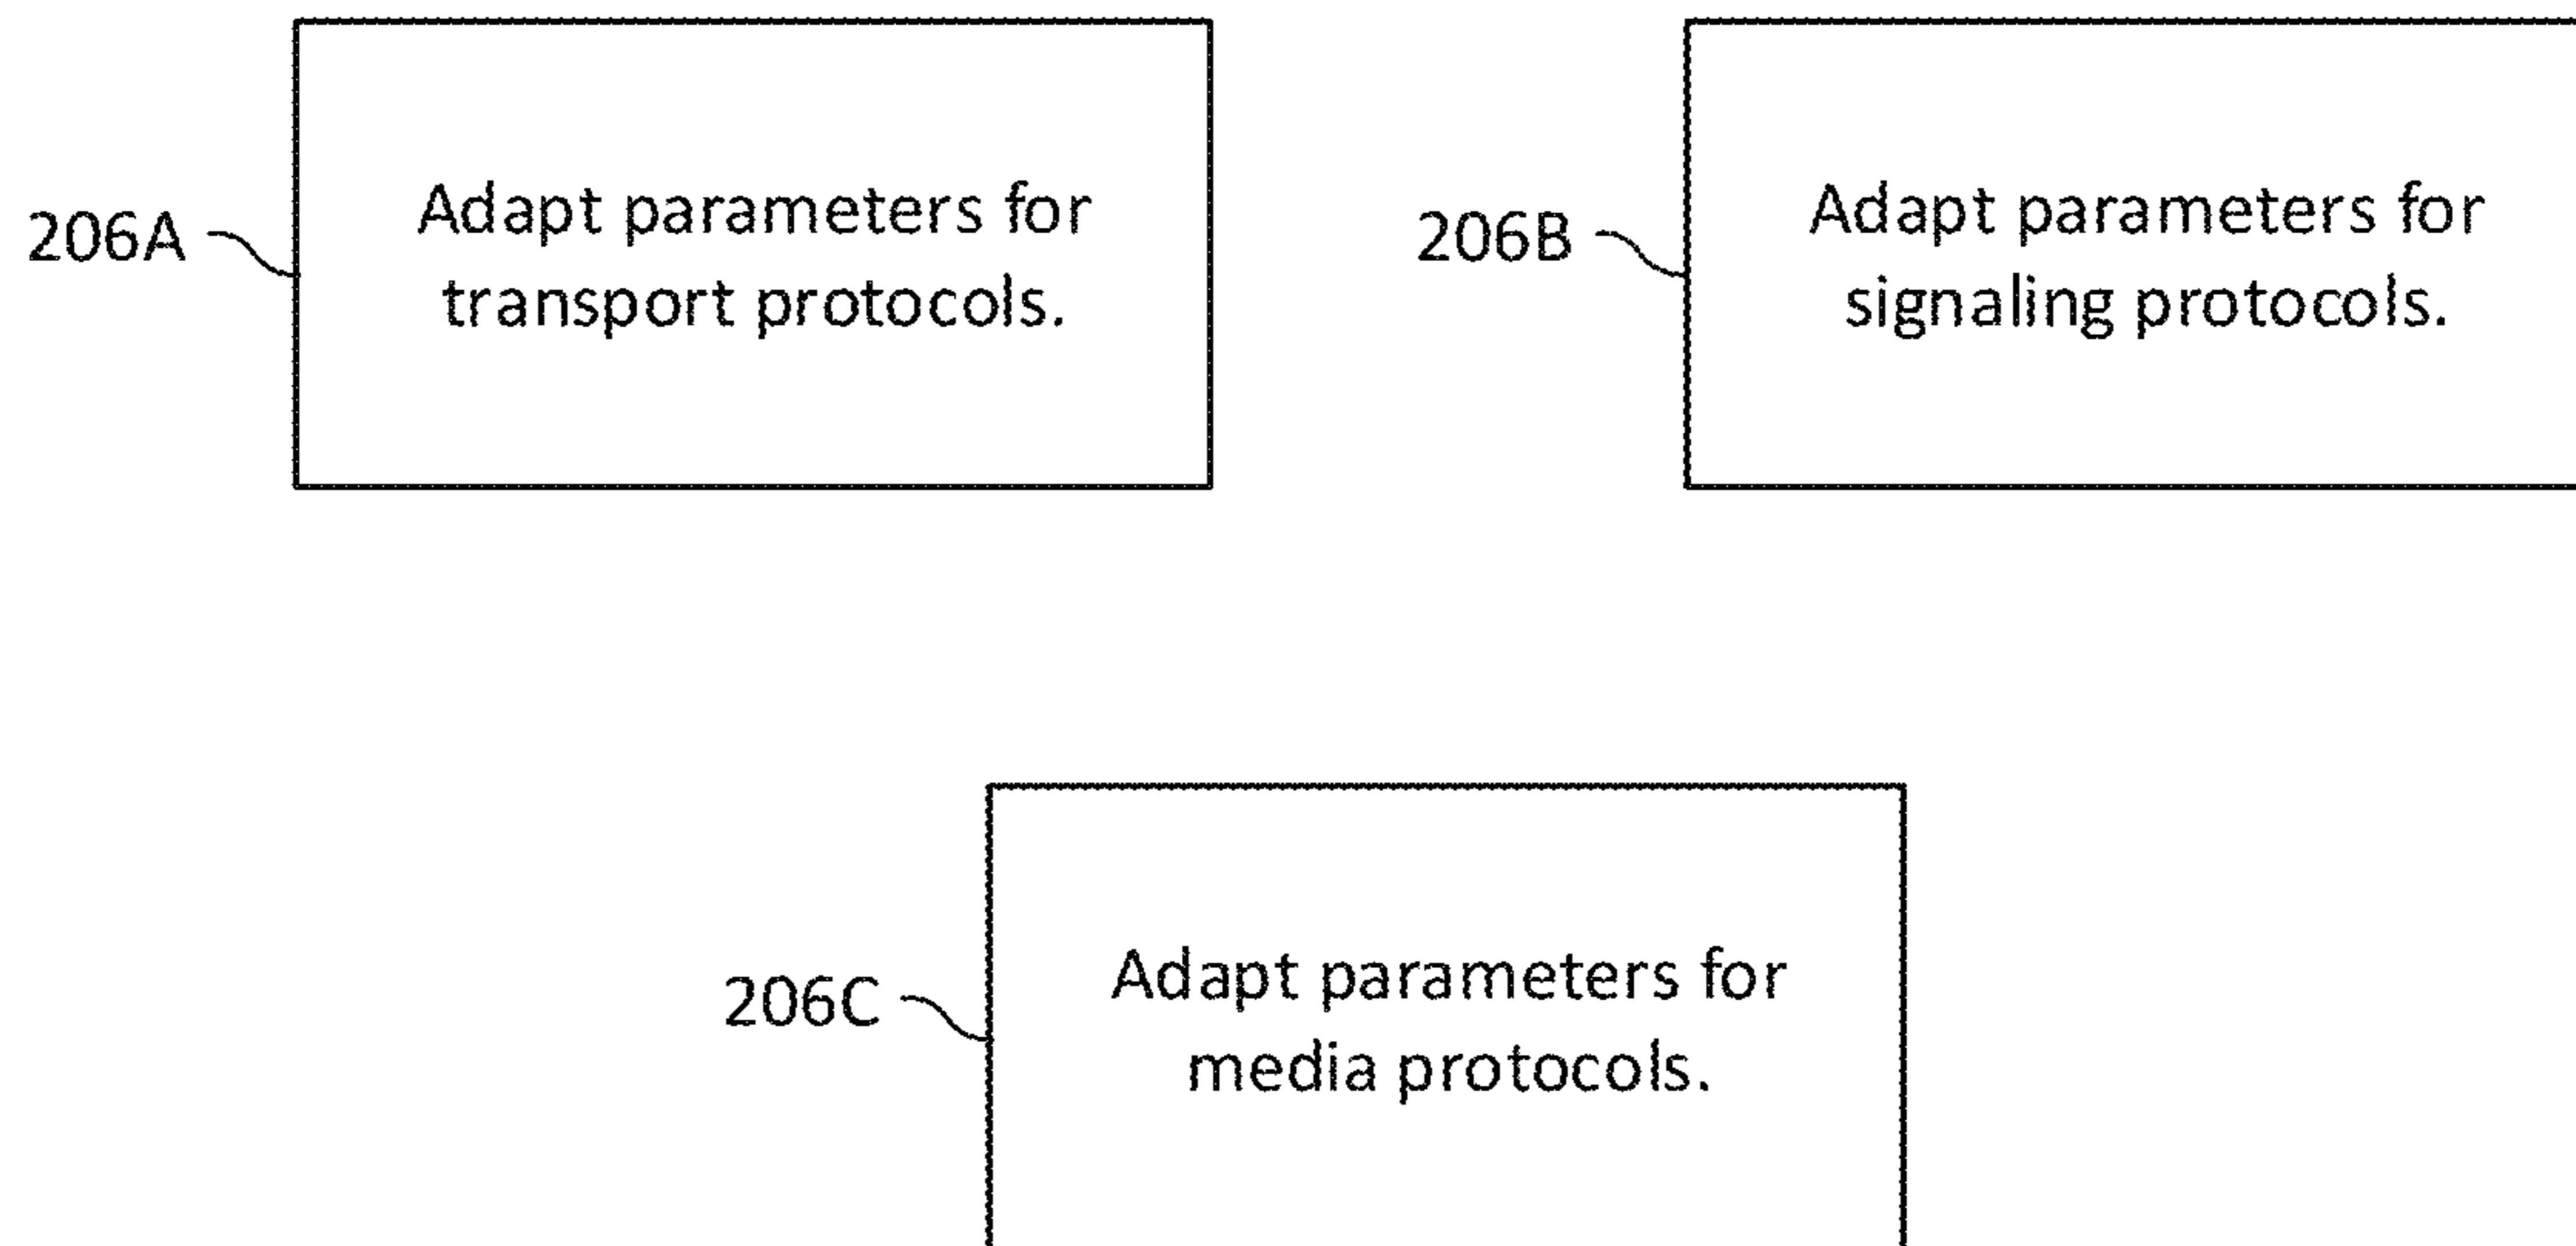 206A
Adapt parameters for
transport protocols.
206B
Adapt parameters for
signaling protocols.
206C
Adapt parameters for
media protocols.